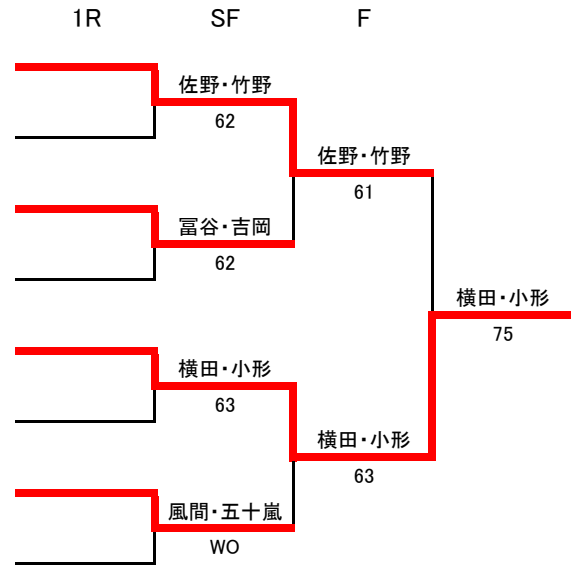 1R SF F
佐野・竹野
62
佐野・竹野
61
冨谷・吉岡
62
横田・小形
75
横田・小形
63
横田・小形
63
風間・五十嵐
WO